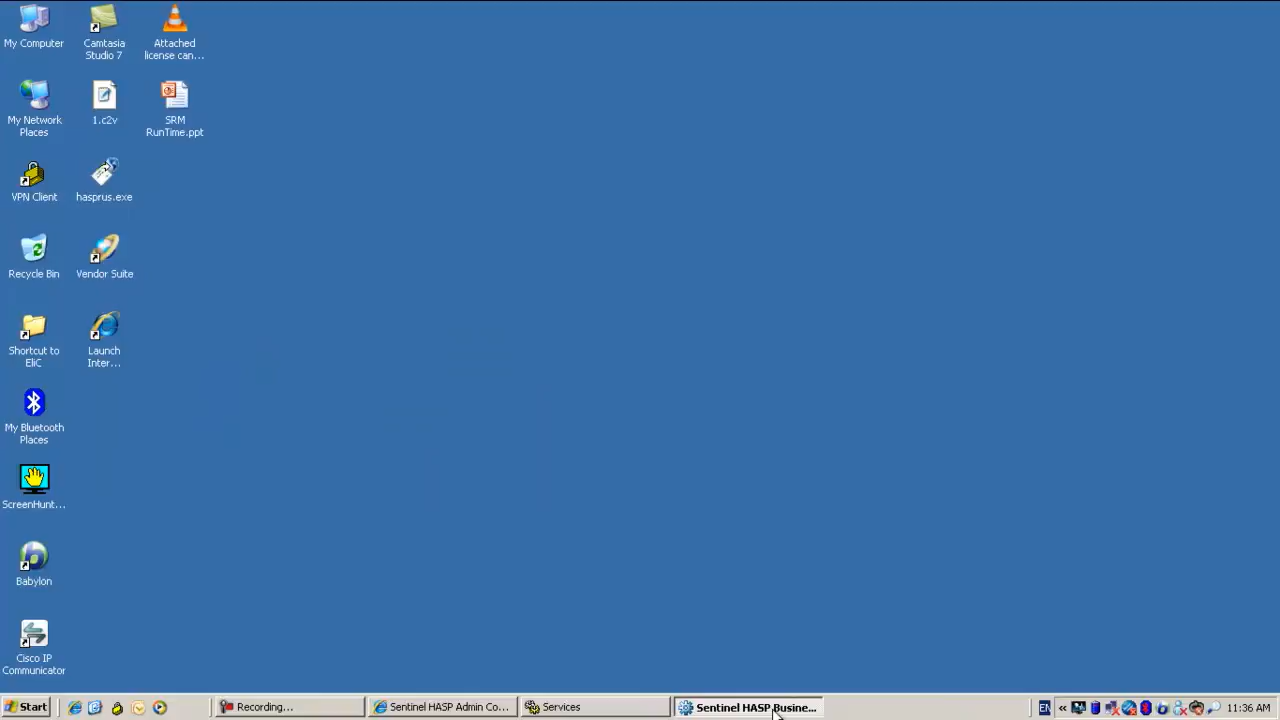 My Computer
Camtasia
Studio 7
Attached
license can...
My Network
Places
1.c2v
SRM
RunTime.ppt
VPN Client
hasprus.exe
Recycle Bin
Vendor Suite
Shortcut to
EliC
Launch
Inter...
My Bluetooth
Places
ScreenHunt...
Babylon
Cisco IP
Communicator
Start
Recording...
Sentinel HASP Admin Co...
Services
Sentinel HASP Busine...
EN
«
11:36 AM